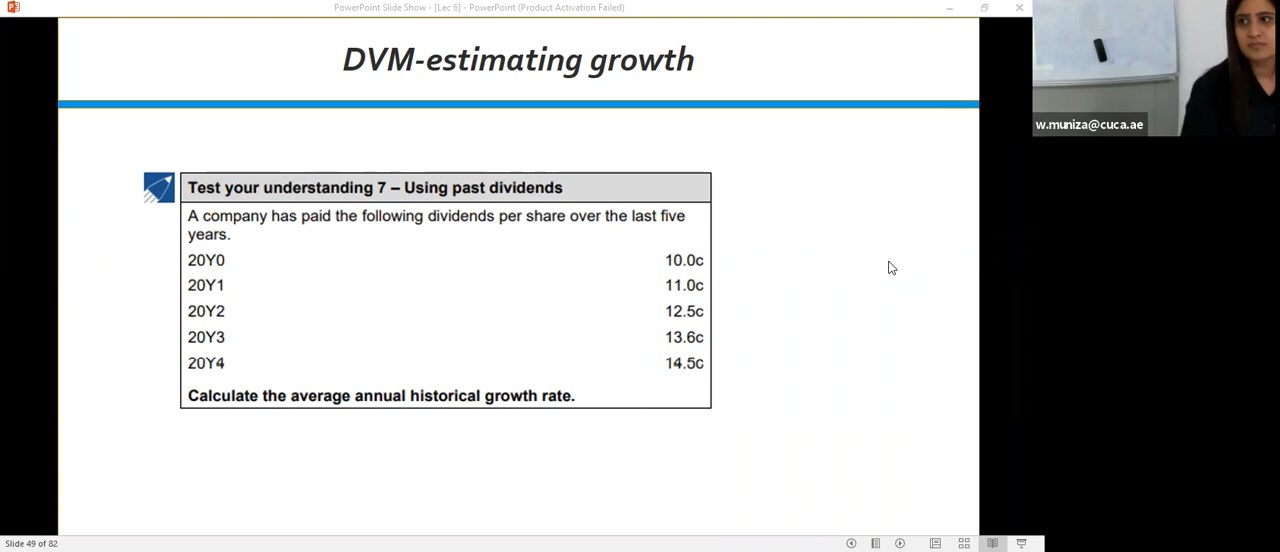 PowerPoint Slide Show - [Lec 6] - PowerPoint (Product Activation Failed)
DVM-estimating growth
w.muniza@cuca.ae
Test your understanding 7 – Using past dividends
A company has paid the following dividends per share over the last five
years.
20Y0 10.0c
20Y1 11.0c
20Y2 12.5c
20Y3 13.6c
20Y4 14.5c
Calculate the average annual historical growth rate.
Slide 49 of 82